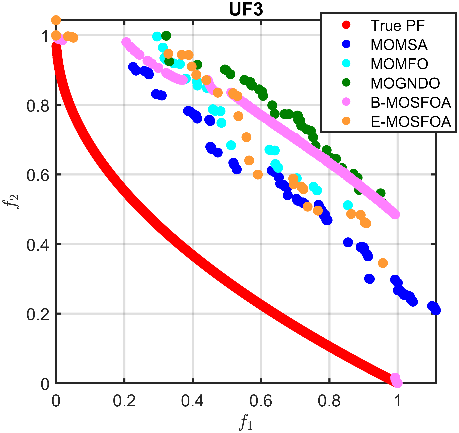 UF3
True PF
MOMSA
MOMFO
MOGNDO
B-MOSFOA
E-MOSFOA
1
0.8
0.6
0.4
0.2
0
f2
0
0.2
0.4
0.6
0.8
1
f1